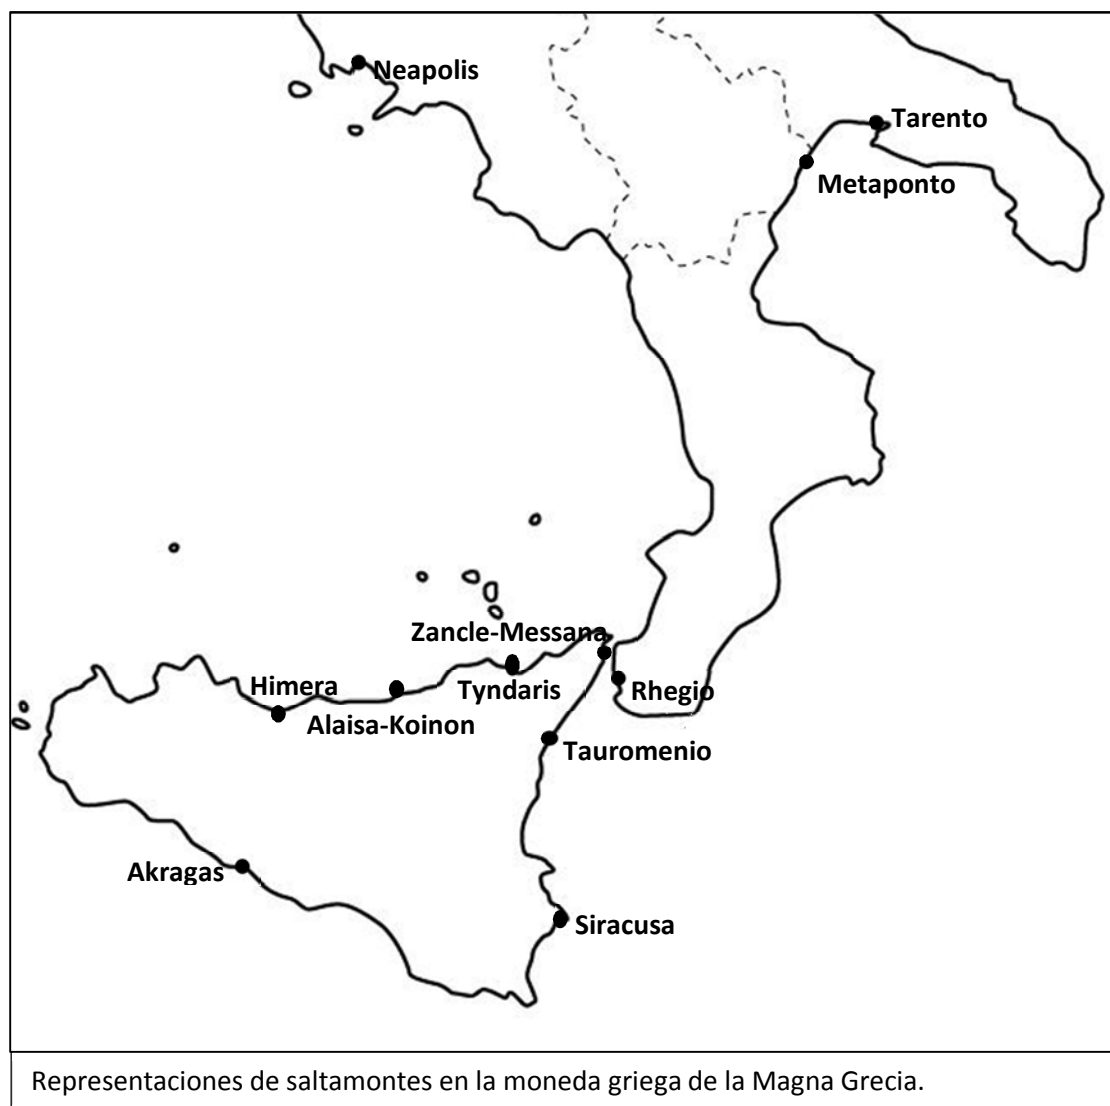 Neapolis
Tarento
Metaponto
Zancle-Messana
Himera
Tyndaris
Rhegio
Alaisa-Koinon
Tauromenio
Akragas
Siracusa
Representaciones de saltamontes en la moneda griega de la Magna Grecia.